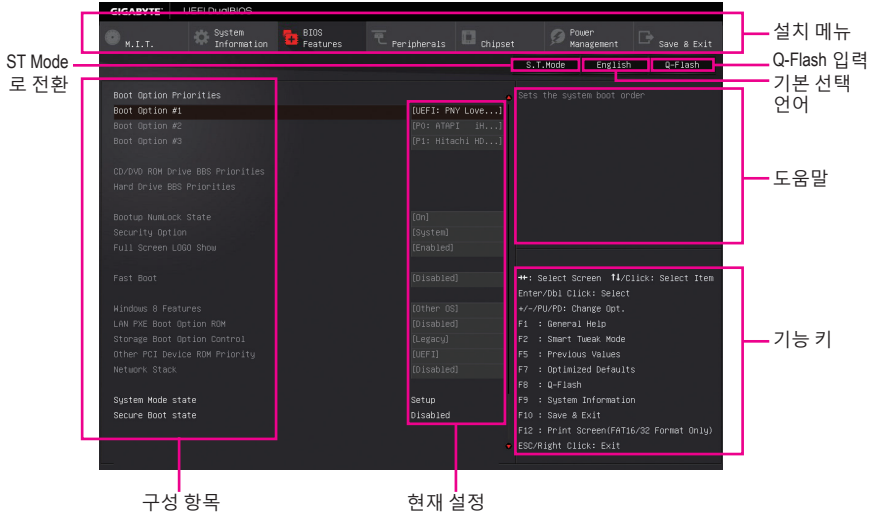 GIGABYTE UEFI DualBIOS
M.I.T. System Information BIOS Features Peripherals Chipset Power Management Save & Exit
설치 메뉴
ST Mode
로 전환
S.T.Mode English Q-Flash
Q-Flash 입력
기본 선택
언어
Boot Option Priorities
Boot Option #1 [UEFI: PNY Love...]
Boot Option #2 [P0: ATAPI iH...]
Boot Option #3 [P1: Hitachi HD...]
CD/DVD ROM Drive BBS Priorities
Hard Drive BBS Priorities
Bootup NumLock State [On]
Security Option [System]
Full Screen LOGO Show [Enabled]
Fast Boot [Disabled]
Windows 8 Features [Other OS]
LAN PXE Boot Option ROM [Disabled]
Storage Boot Option Control [Legacy]
Other PCI Device ROM Priority [UEFI]
Network Stack [Disabled]
System Mode state Setup
Secure Boot state Disabled
Sets the system boot order
도움말
→←: Select Screen ↑↓/Click: Select Item
Enter/Dbl Click: Select
+/-/PU/PD: Change Opt.
F1 : General Help
F2 : Smart Tweak Mode
F5 : Previous Values
F7 : Optimized Defaults
F8 : Q-Flash
F9 : System Information
F10 : Save & Exit
F12 : Print Screen(FAT16/32 Format Only)
ESC/Right Click: Exit
기능 키
구성 항목
현재 설정